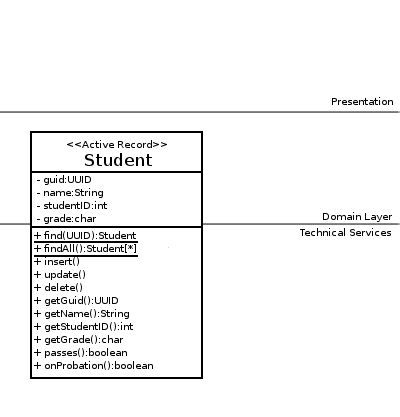 Presentation
<<Active Record>>
Student
- guid:UUID
- name:String
- studentID:int
- grade:char
Domain Layer
Technical Services
+ find(UUID):Student
+ findAll():Student[*]
+ insert()
+ update()
+ delete()
+ getGuid():UUID
+ getName():String
+ getStudentID():int
+ getGrade():char
+ passes():boolean
+ onProbation():boolean